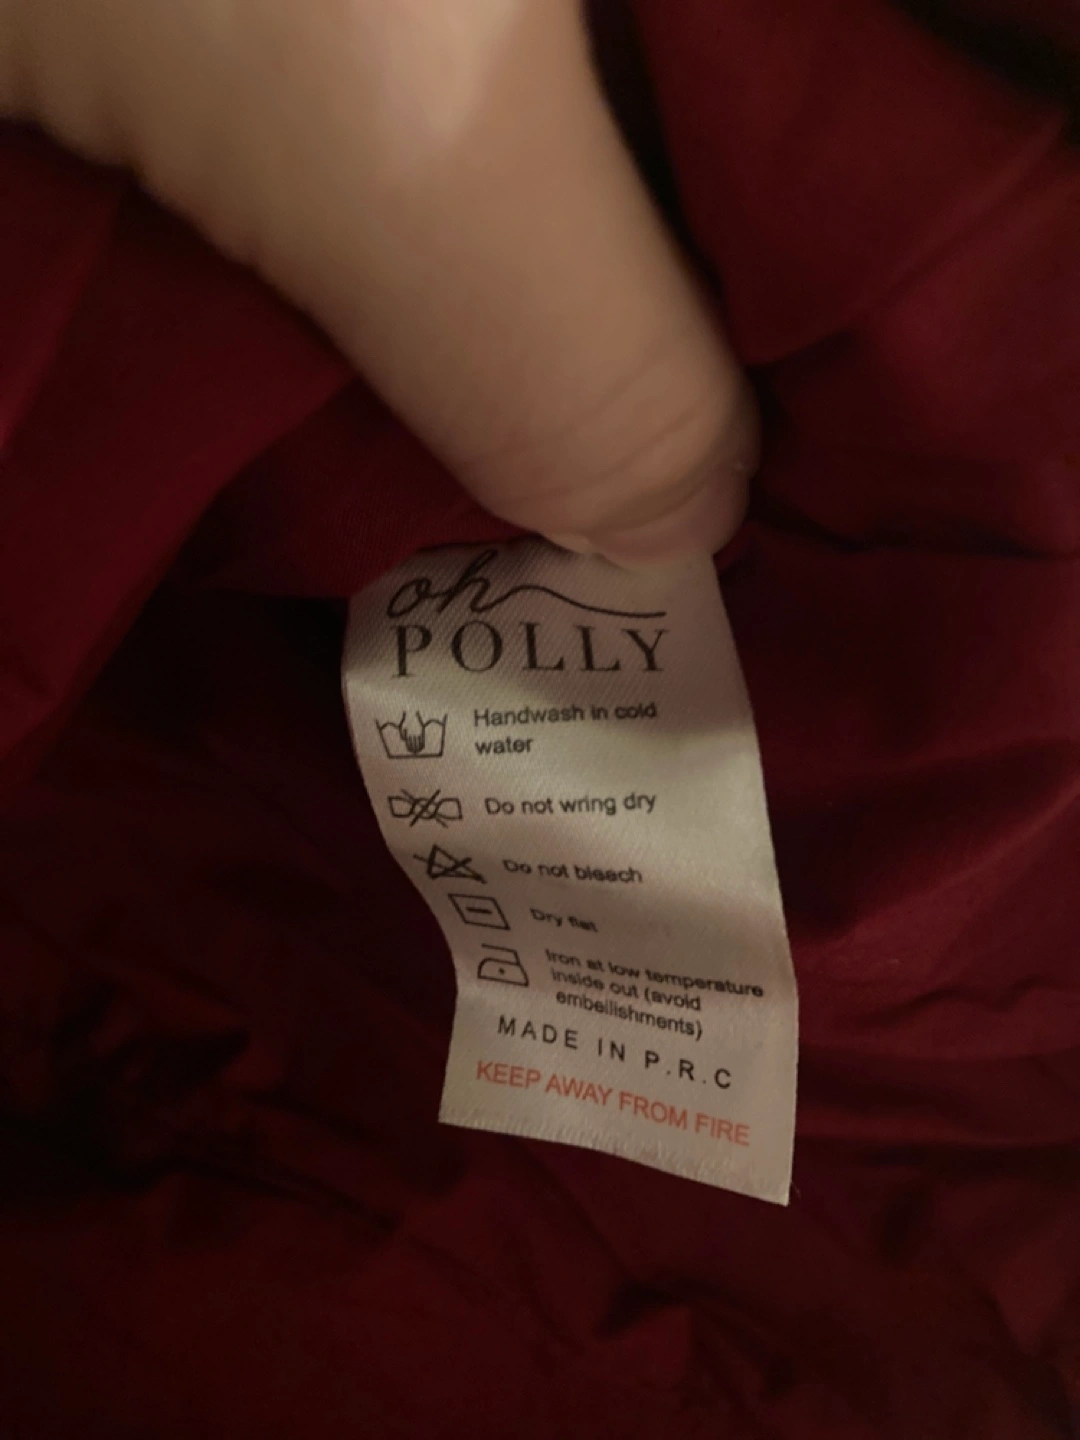 oh
POLLY
Handwash in cold
water
Do not wring dry
Do not bleach
Dry flat
Iron at low temperature
inside out (avoid
embellishments)
MADE IN P.R.C
KEEP AWAY FROM FIRE